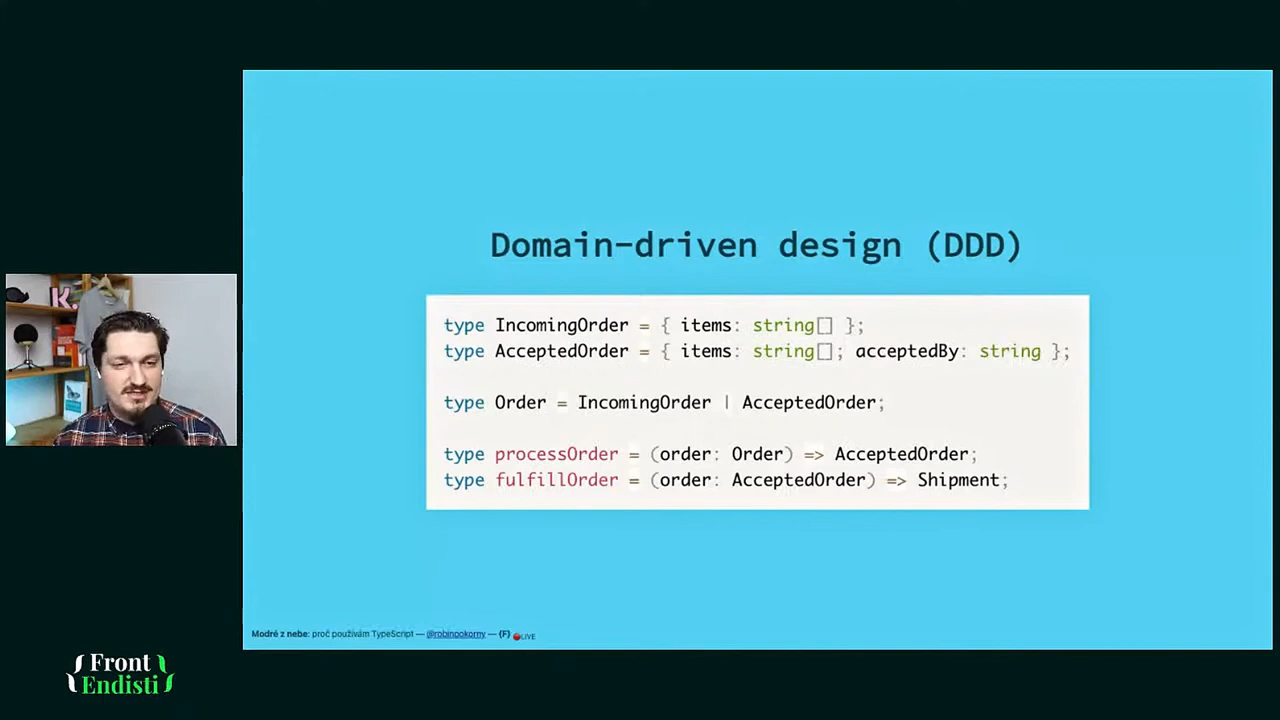 Domain-driven design (DDD)
type IncomingOrder = { items: string[] };
type AcceptedOrder = { items: string[]; acceptedBy: string };
type Order = IncomingOrder | AcceptedOrder;
type processOrder = (order: Order) => AcceptedOrder;
type fulfillOrder = (order: AcceptedOrder) => Shipment;
K.
Modré z nebe: proč používám TypeScript — @robinpokorny — {F} 🔴LIVE
{Front
Endisti}